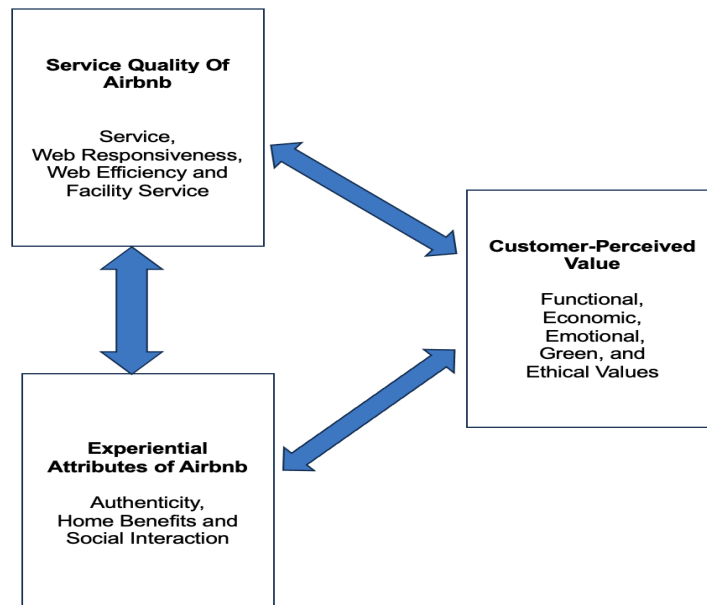 Service Quality Of
Airbnb
Service,
Web Responsiveness,
Web Efficiency and
Facility Service
Customer-Perceived
Value
Functional,
Economic,
Emotional,
Green, and
Ethical Values
Experiential
Attributes of Airbnb
Authenticity,
Home Benefits and
Social Interaction